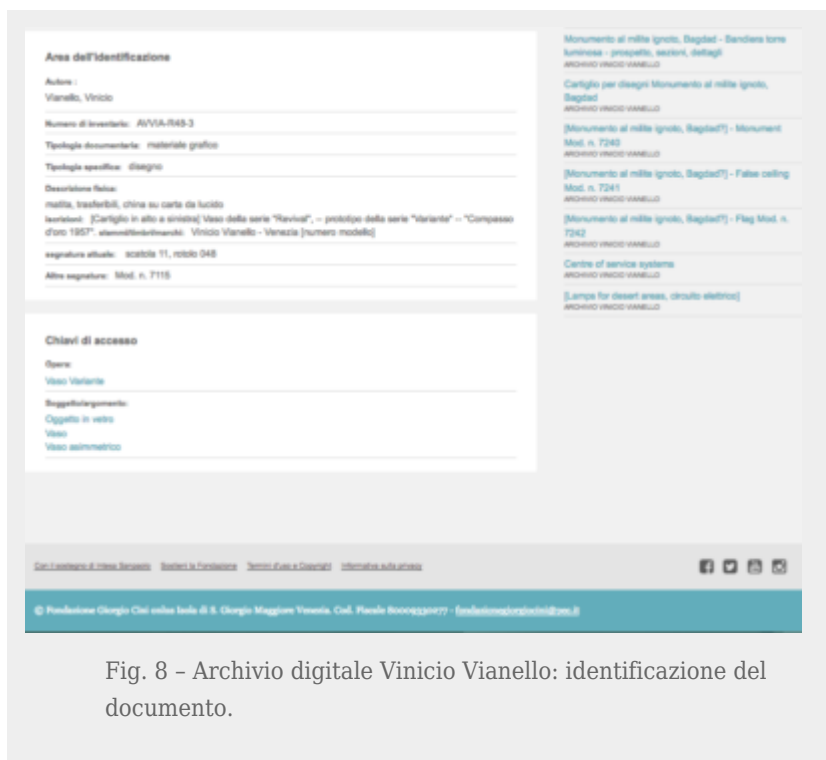 Area dell'identificazione
Autore :
Vianello, Vinicio
Numero di inventario: AVVIA-R48-3
Tipologia documentaria: materiale grafico
Tipologia specifica: disegno
Descrizione fisica:
matita, trasferibili, china su carta da lucido
Iscrizioni: [Cartiglio in alto a sinistra] Vaso della serie "Revival", -- prototipo della serie "Variante" -- "Compasso
d'oro 1957". stemmi/timbri/marchi: Vinicio Vianello - Venezia [numero modello]
segnatura attuale: scatola 11, rotolo 048
Altre segnature: Mod. n. 7115
Chiavi di accesso
Opera:
Vaso Variante
Soggetto/argomento:
Oggetto in vetro
Vaso
Vaso asimmetrico
Monumento al milite ignoto, Bagdad - Bandiera torre
luminosa - prospetto, sezioni, dettagli
ARCHIVIO VINICIO VIANELLO
Cartiglio per disegni Monumento al milite ignoto,
Bagdad
ARCHIVIO VINICIO VIANELLO
[Monumento al milite ignoto, Bagdad?] - Monument
Mod. n. 7240
ARCHIVIO VINICIO VIANELLO
[Monumento al milite ignoto, Bagdad?] - False ceiling
Mod. n. 7241
ARCHIVIO VINICIO VIANELLO
[Monumento al milite ignoto, Bagdad?] - Flag Mod. n.
7242
ARCHIVIO VINICIO VIANELLO
Centre of service systems
ARCHIVIO VINICIO VIANELLO
[Lamps for desert areas, circuito elettrico]
ARCHIVIO VINICIO VIANELLO
Con il sostegno di Intesa Sanpaolo Sostieni la Fondazione Termini d'uso e Copyright Informativa sulla privacy
© Fondazione Giorgio Cini onlus Isola di S. Giorgio Maggiore Venezia. Cod. Fiscale 80009330277 - fondazionegiorgiocini@pec.it
Fig. 8 – Archivio digitale Vinicio Vianello: identificazione del
documento.